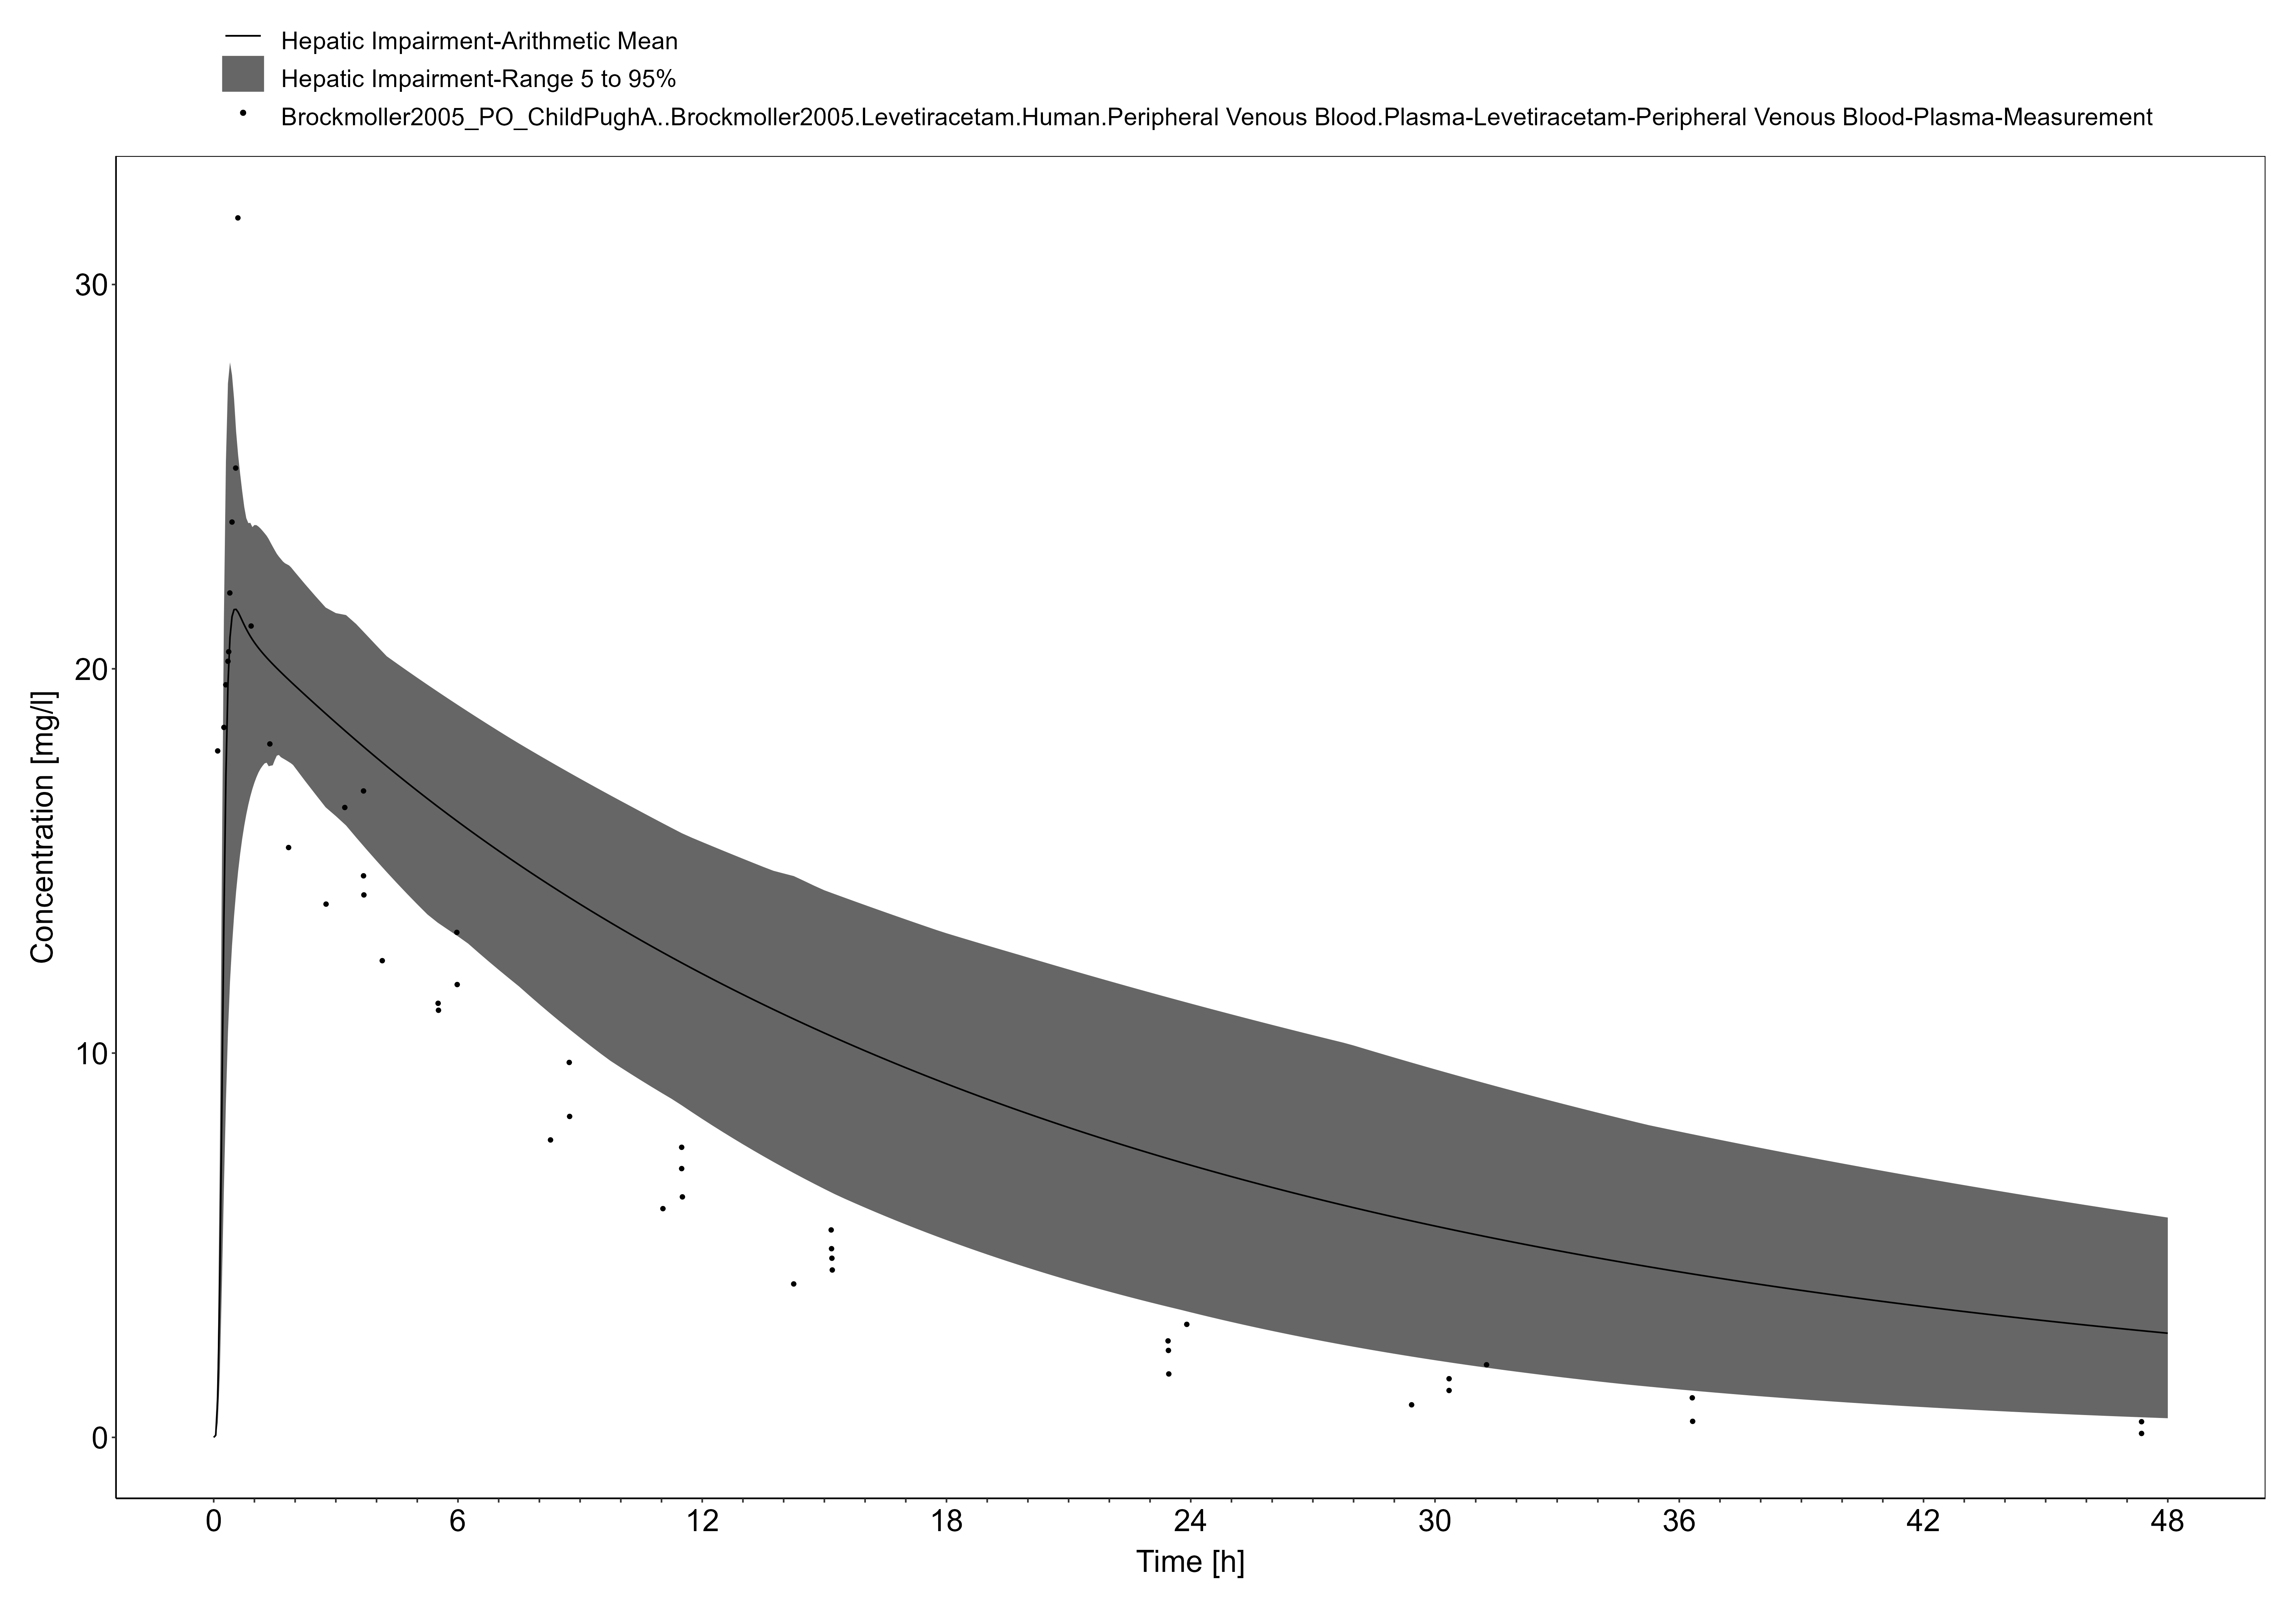 Hepatic Impairment-Arithmetic Mean
Hepatic Impairment-Range 5 to 95%
Brockmoller2005_PO_ChildPughA..Brockmoller2005.Levetiracetam.Human.Peripheral Venous Blood.Plasma-Levetiracetam-Peripheral Venous Blood-Plasma-Measurement
30
20
10
0
Concentration [mg/l]
0 6 12 18 24 30 36 42 48
Time [h]